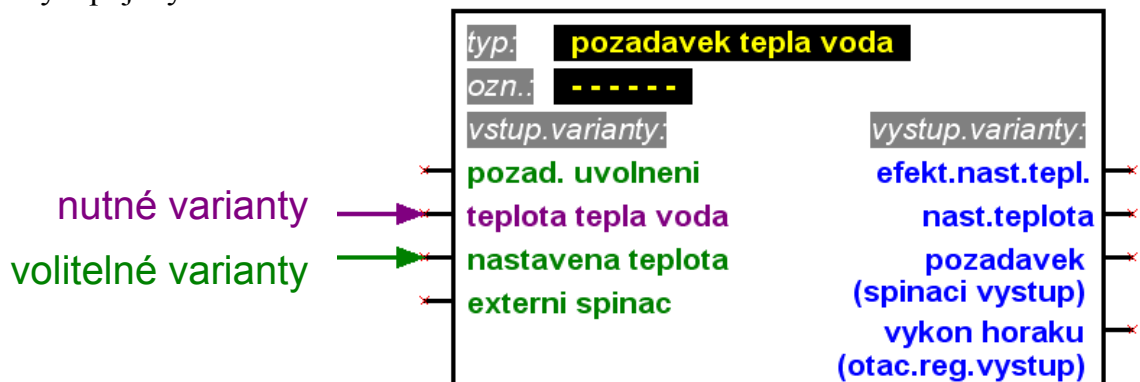 typ: pozadavek tepla voda
ozn.: ------
vstup.varianty: vystup.varianty:
pozad. uvolneni efekt.nast.tepl.
nutné varianty teplota tepla voda nast.teplota
volitelné varianty nastavena teplota pozadavek
externi spinac (spinaci vystup)
vykon horaku
(otac.reg.vystup)